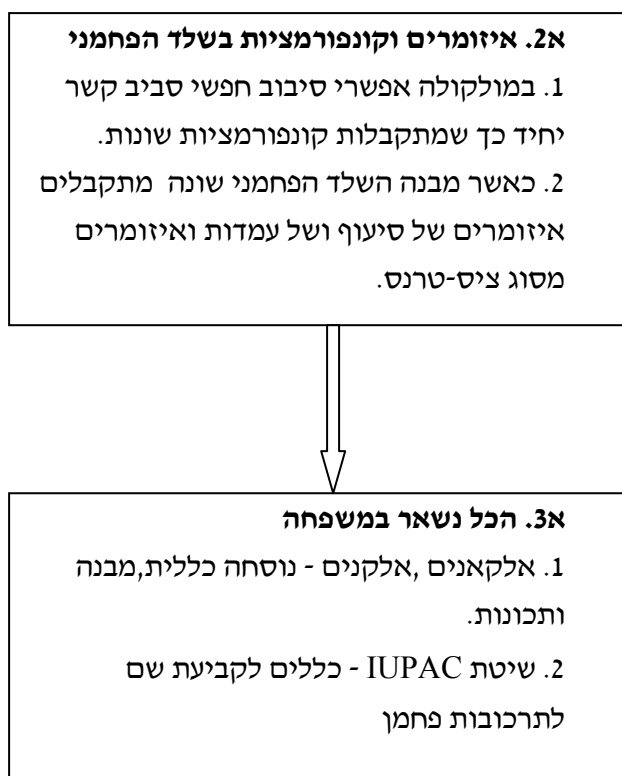 א2. איזומרים וקונפורמציות בשלד הפחמני
1. במולקולה אפשרי סיבוב חפשי סביב קשר
יחיד כך שמתקבלות קונפורמציות שונות.
2. כאשר מבנה השלד הפחמני שונה מתקבלים
איזומרים של סיעוף ושל עמדות ואיזומרים
מסוג ציס-טרנס.
א3. הכל נשאר במשפחה
1. אלקאנים ,אלקנים - נוסחה כללית,מבנה
ותכונות.
2. שיטת IUPAC - כללים לקביעת שם
לתרכובות פחמן